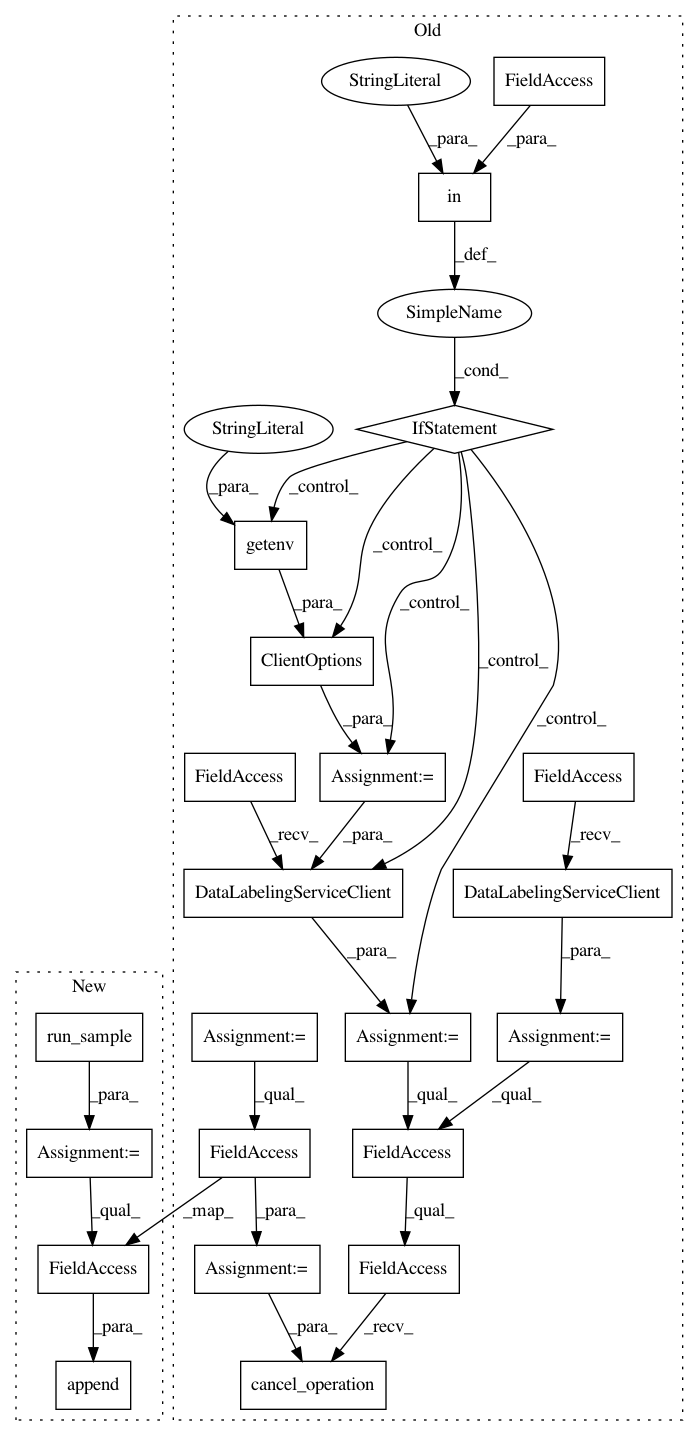 Old
StringLiteral
FieldAccess
_para_
_para_
in
_def_
SimpleName
_cond_
StringLiteral
IfStatement
_para_
_control_
getenv
_control_
_para_
_control_
ClientOptions
_control_
_para_
_control_
FieldAccess
Assignment:=
FieldAccess
_recv_
_para_
_recv_
DataLabelingServiceClient
DataLabelingServiceClient
_para_
_para_
New
run_sample
Assignment:=
Assignment:=
Assignment:=
_para_
_qual_
_qual_
_qual_
Assignment:=
FieldAccess
FieldAccess
_qual_
_map_
_para_
_qual_
FieldAccess
Assignment:=
FieldAccess
_para_
_para_
_recv_
append
cancel_operation